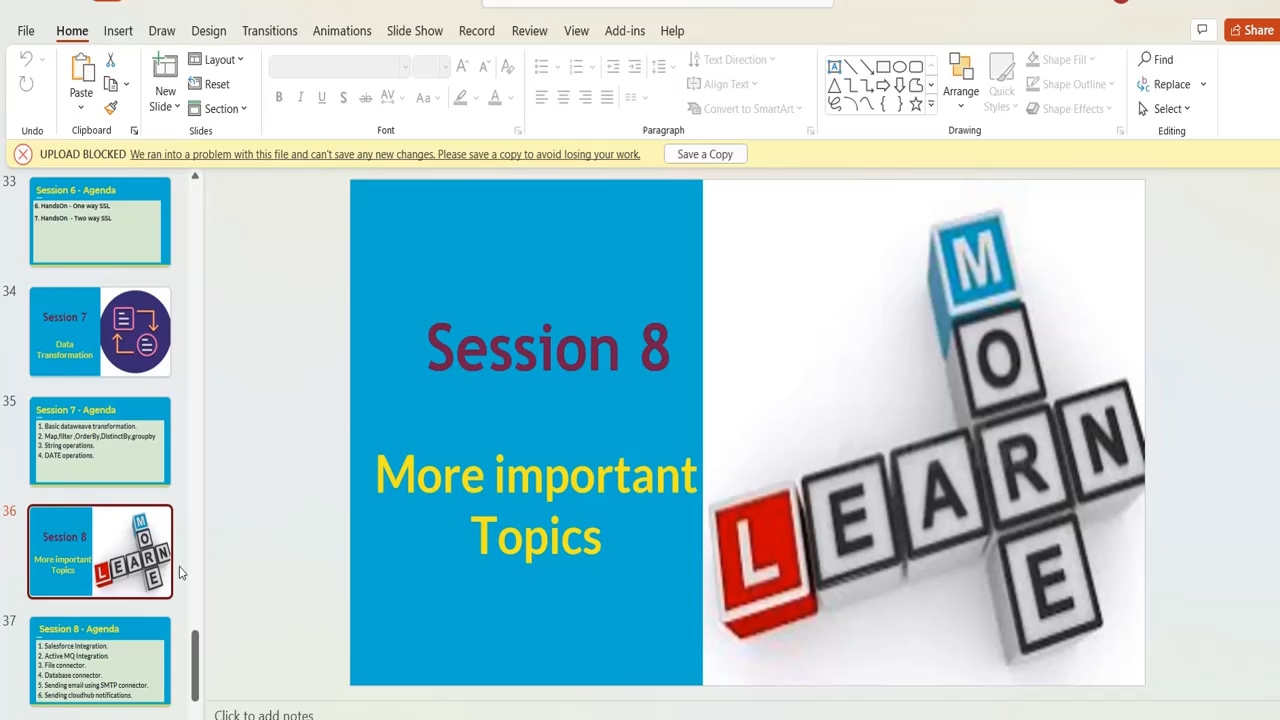 File Home Insert Draw Design Transitions Animations Slide Show Record Review View Add-ins Help Share
Layout Text Direction Shape Fill Find
Paste New Slide Reset Align Text Arrange Quick Styles Shape Outline Replace
Section B I U S ab AV Aa A Convert to SmartArt Shape Effects Select
Undo Clipboard Slides Font Paragraph Drawing Editing
UPLOAD BLOCKED We ran into a problem with this file and can't save any new changes. Please save a copy to avoid losing your work. Save a Copy
33
Session 6 - Agenda
6. HandsOn - One way SSL
7. HandsOn - Two way SSL
34
Session 7
Data
Transformation
35
Session 7 - Agenda
1. Basic dataweave transformation.
2. Map,filter ,OrderBy,DistinctBy,groupby
3. String operations.
4. DATE operations.
36
Session 8
More important
Topics
MORE
LEARN
37
Session 8 - Agenda
1. Salesforce Integration.
2. Active MQ Integration.
3. File connector.
4. Database connector.
5. Sending email using SMTP connector.
6. Sending cloudhub notifications.
Session 8
More important
Topics
MORE
LEARN
Click to add notes